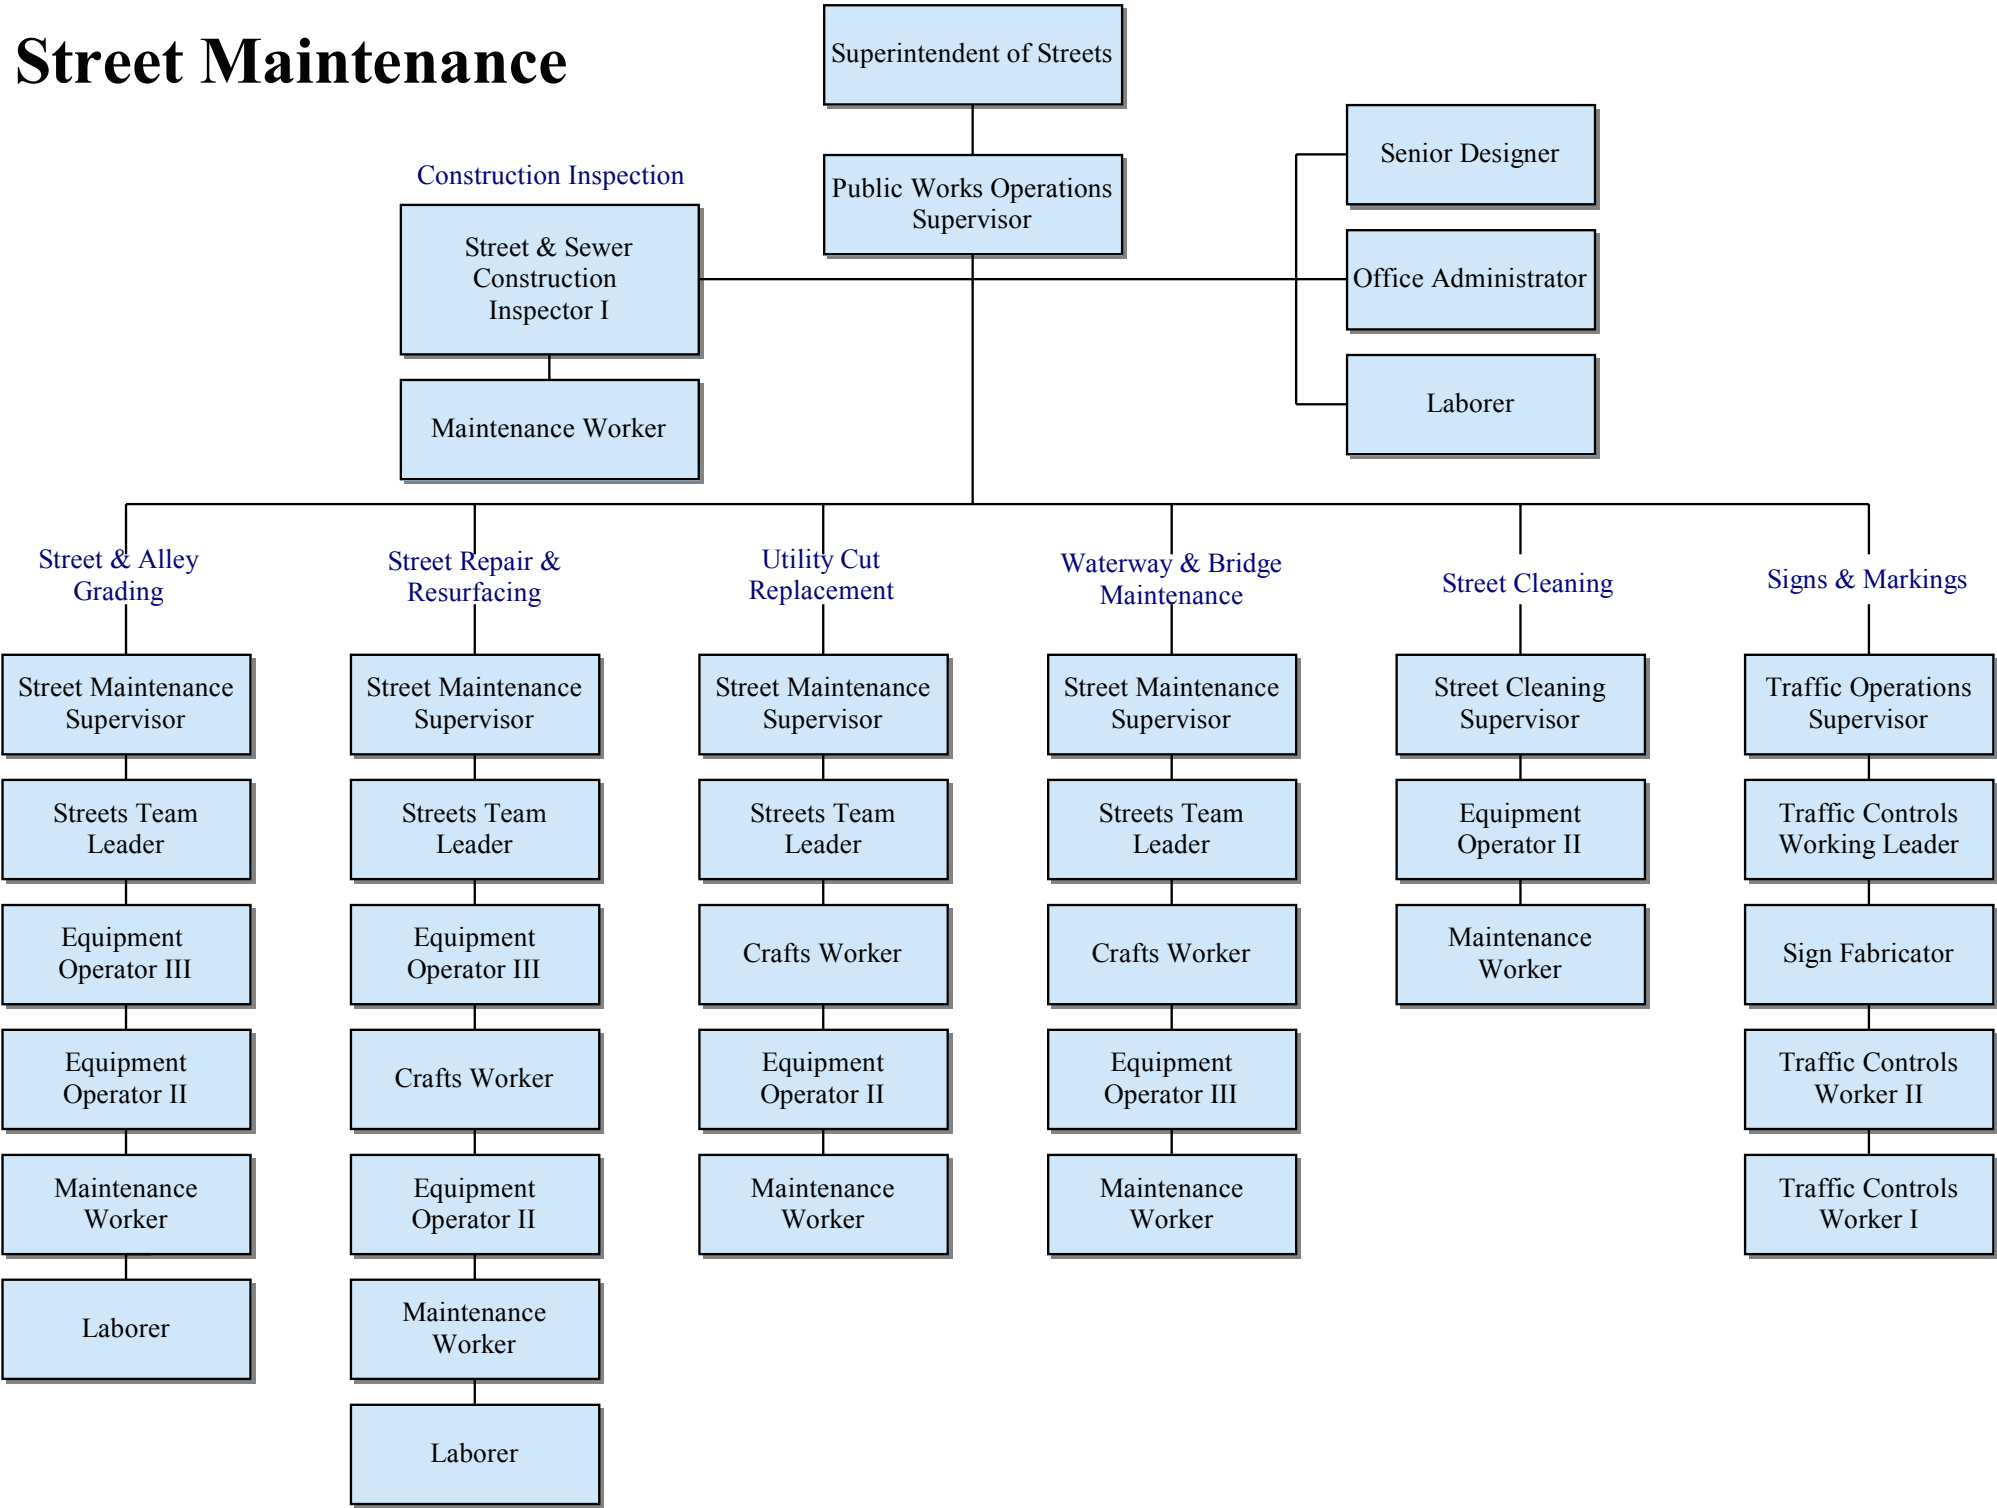 Street Maintenance
Superintendent of Streets
Public Works Operations
Supervisor
Construction Inspection
Street & Sewer
Construction
Inspector I
Maintenance Worker
Senior Designer
Office Administrator
Laborer
Street & Alley
Grading
Street Maintenance
Supervisor
Streets Team
Leader
Equipment
Operator III
Equipment
Operator II
Maintenance
Worker
Laborer
Street Repair &
Resurfacing
Street Maintenance
Supervisor
Streets Team
Leader
Equipment
Operator III
Crafts Worker
Equipment
Operator II
Maintenance
Worker
Laborer
Utility Cut
Replacement
Street Maintenance
Supervisor
Streets Team
Leader
Crafts Worker
Equipment
Operator II
Maintenance
Worker
Waterway & Bridge
Maintenance
Street Maintenance
Supervisor
Streets Team
Leader
Crafts Worker
Equipment
Operator III
Maintenance
Worker
Street Cleaning
Street Cleaning
Supervisor
Equipment
Operator II
Maintenance
Worker
Signs & Markings
Traffic Operations
Supervisor
Traffic Controls
Working Leader
Sign Fabricator
Traffic Controls
Worker II
Traffic Controls
Worker I